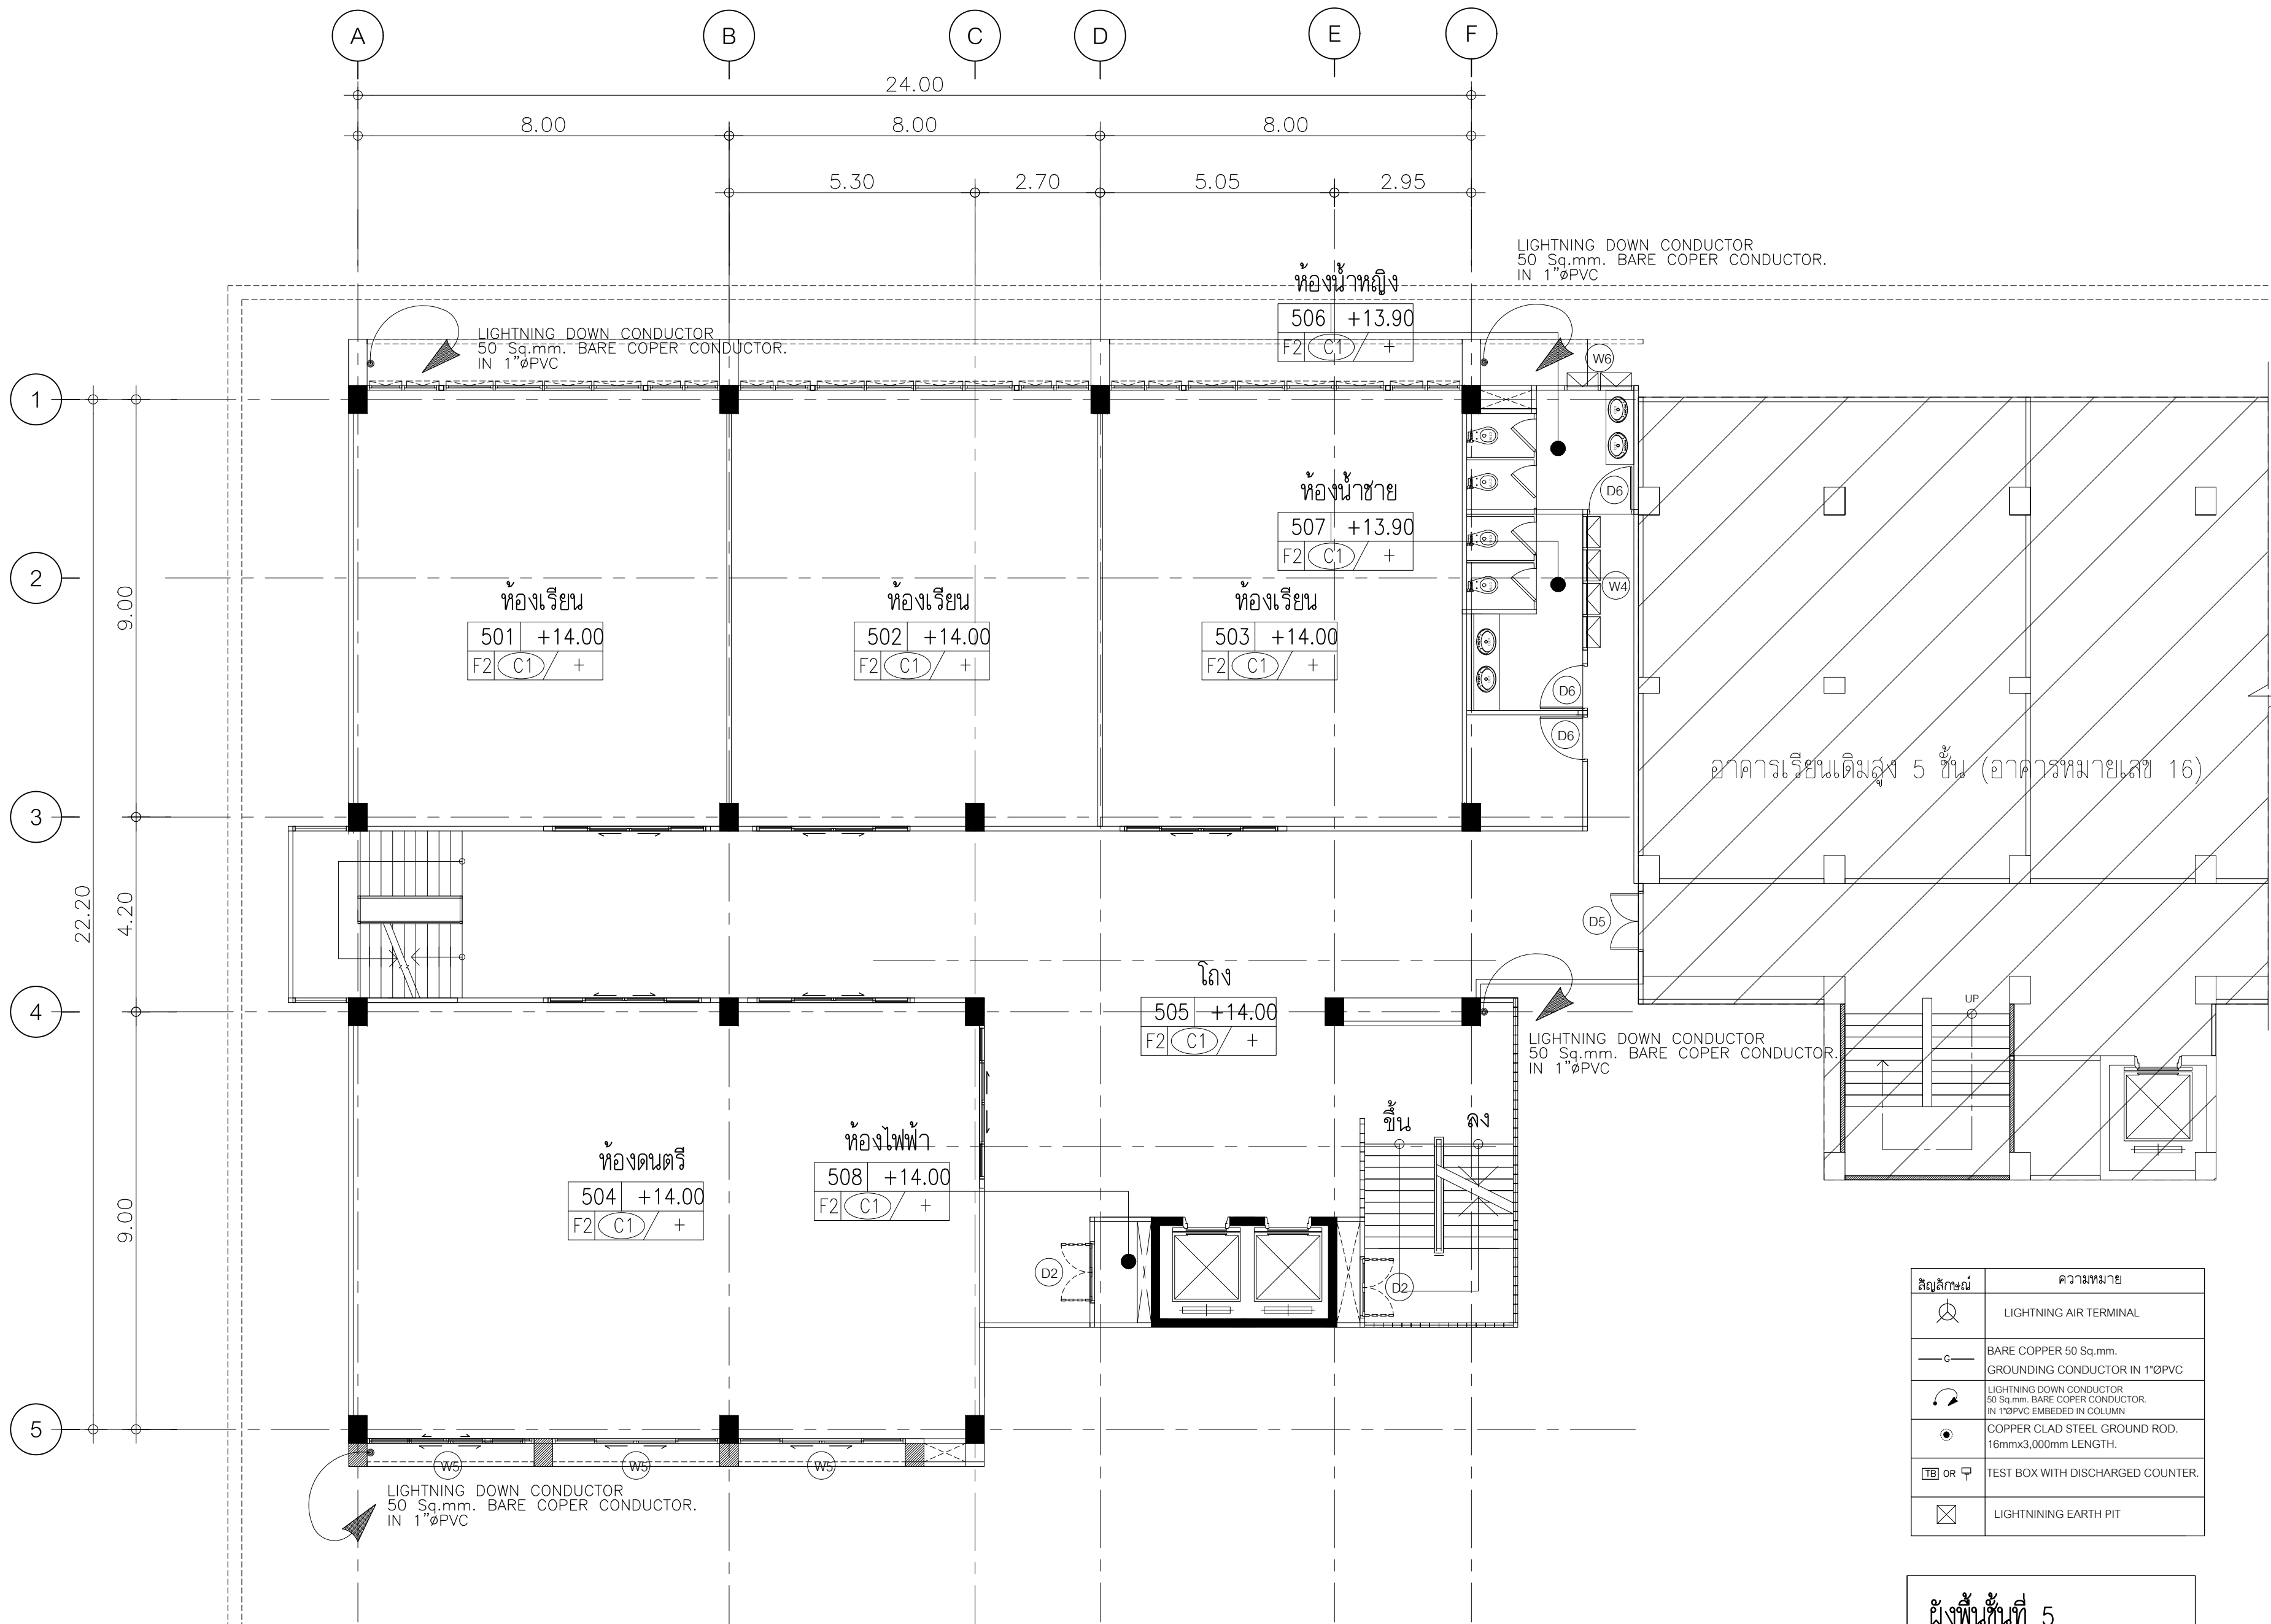 A B C D E F
24.00
8.00 8.00 8.00
5.30 2.70 5.05 2.95
LIGHTNING DOWN CONDUCTOR
50 Sq.mm. BARE COPER CONDUCTOR.
IN 1"øPVC
ห้องน้ำหญิง
506 +13.90
F2 C1 / +
LIGHTNING DOWN CONDUCTOR
50 Sq.mm. BARE COPER CONDUCTOR.
IN 1"øPVC
W6
1
D6
ห้องน้ำชาย
507 +13.90
F2 C1 / +
2
W4
9.00
ห้องเรียน
501 +14.00
F2 C1 / +
ห้องเรียน
502 +14.00
F2 C1 / +
ห้องเรียน
503 +14.00
F2 C1 / +
D6
D6
อาคารเรียนเดิมสูง 5 ชั้น (อาคารหมายเลข 16)
3
22.20
4.20
D5
โถง
505 +14.00
F2 C1 / +
4
UP
LIGHTNING DOWN CONDUCTOR
50 Sq.mm. BARE COPER CONDUCTOR.
IN 1"øPVC
ขึ้น ลง
ห้องดนตรี
504 +14.00
F2 C1 / +
ห้องไฟฟ้า
508 +14.00
F2 C1 / +
9.00
D2
D2
5
W5 W5 W5
LIGHTNING DOWN CONDUCTOR
50 Sq.mm. BARE COPER CONDUCTOR.
IN 1"øPVC
สัญลักษณ์ ความหมาย
LIGHTNING AIR TERMINAL
G
BARE COPPER 50 Sq.mm.
GROUNDING CONDUCTOR IN 1"ØPVC
LIGHTNING DOWN CONDUCTOR
50 Sq.mm. BARE COPER CONDUCTOR.
IN 1"ØPVC EMBEDED IN COLUMN
COPPER CLAD STEEL GROUND ROD.
16mmx3,000mm LENGTH.
TB OR TEST BOX WITH DISCHARGED COUNTER.
LIGHTNINING EARTH PIT
ผังพื้นชั้นที่ 5